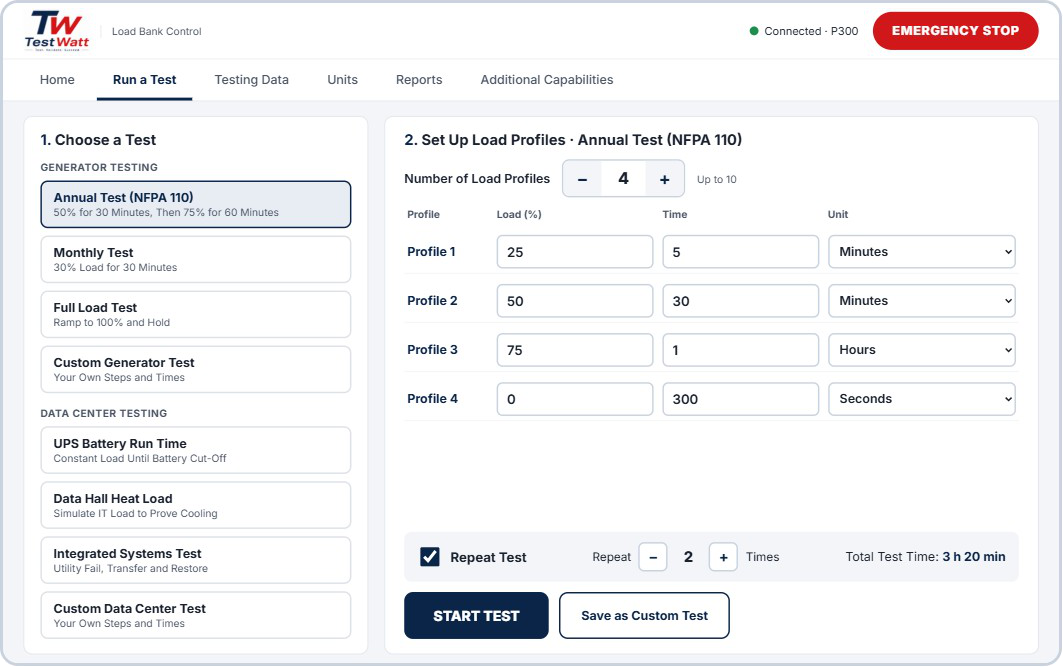 TW
TestWatt
Load Bank Control
Connected · P300
EMERGENCY STOP
Home
Run a Test
Testing Data
Units
Reports
Additional Capabilities
1. Choose a Test
GENERATOR TESTING
Annual Test (NFPA 110)
50% for 30 Minutes, Then 75% for 60 Minutes
Monthly Test
30% Load for 30 Minutes
Full Load Test
Ramp to 100% and Hold
Custom Generator Test
Your Own Steps and Times
DATA CENTER TESTING
UPS Battery Run Time
Constant Load Until Battery Cut-Off
Data Hall Heat Load
Simulate IT Load to Prove Cooling
Integrated Systems Test
Utility Fail, Transfer and Restore
Custom Data Center Test
Your Own Steps and Times
2. Set Up Load Profiles · Annual Test (NFPA 110)
Number of Load Profiles − 4 + Up to 10
Profile Load (%) Time Unit
Profile 1 25 5 Minutes
Profile 2 50 30 Minutes
Profile 3 75 1 Hours
Profile 4 0 300 Seconds
Repeat Test Repeat − 2 + Times Total Test Time: 3 h 20 min
START TEST Save as Custom Test